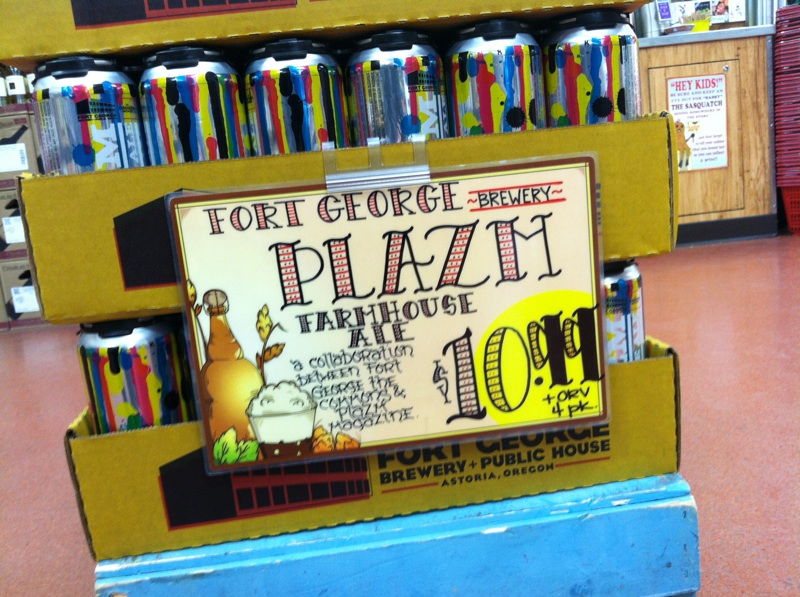 FORT GEORGE ~BREWERY~
PLAZM
FARMHOUSE
ALE
a collaboration
between Fort
George the
Commons &
Plazm
Magazine.
$10.99
+ORV
4 pk.
FORT GEORGE
BREWERY + PUBLIC HOUSE
ASTORIA, OREGON
"HEY KIDS!"
THE SASQUATCH